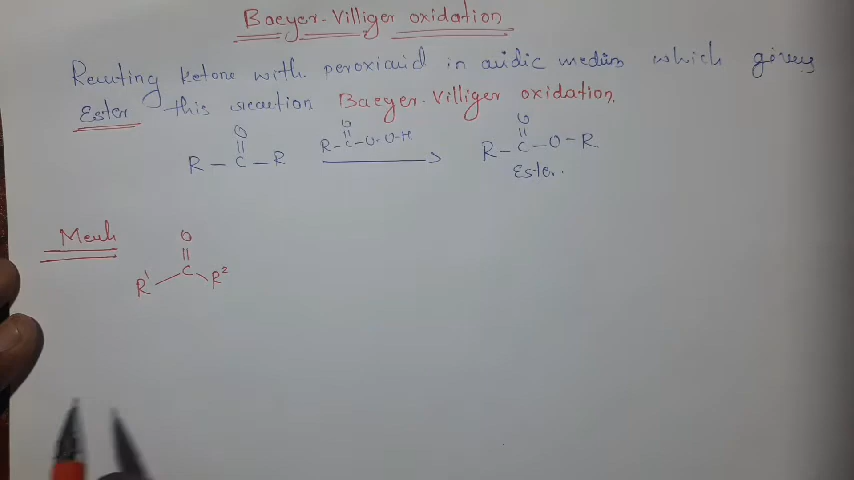 Baeyer-Villiger oxidation
Reacting ketone with peroxiacid in acidic medium which gives
Ester this reaction Baeyer-Villiger oxidation.
O
||
R-C-R
O
||
R-C-O-O-H
O
||
R-C-O-R
Ester.
Mech
O
||
R¹ C R²